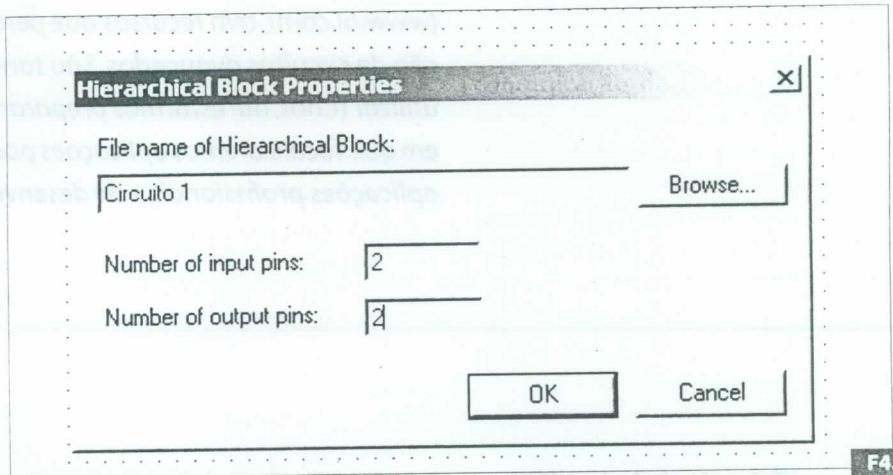 Hierarchical Block Properties
File name of Hierarchical Block:
Circuito 1
Browse...
Number of input pins:
2
Number of output pins:
2
OK
Cancel
F4